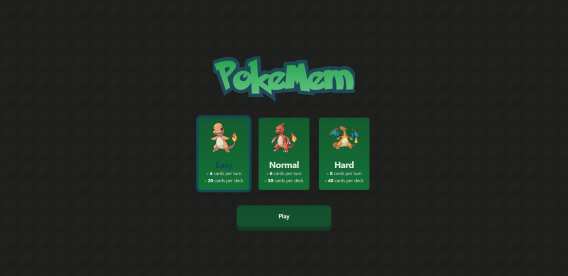 PokeMem
Easy
- 4 cards per turn
- 20 cards per deck
Normal
- 6 cards per turn
- 30 cards per deck
Hard
- 8 cards per turn
- 40 cards per deck
Play